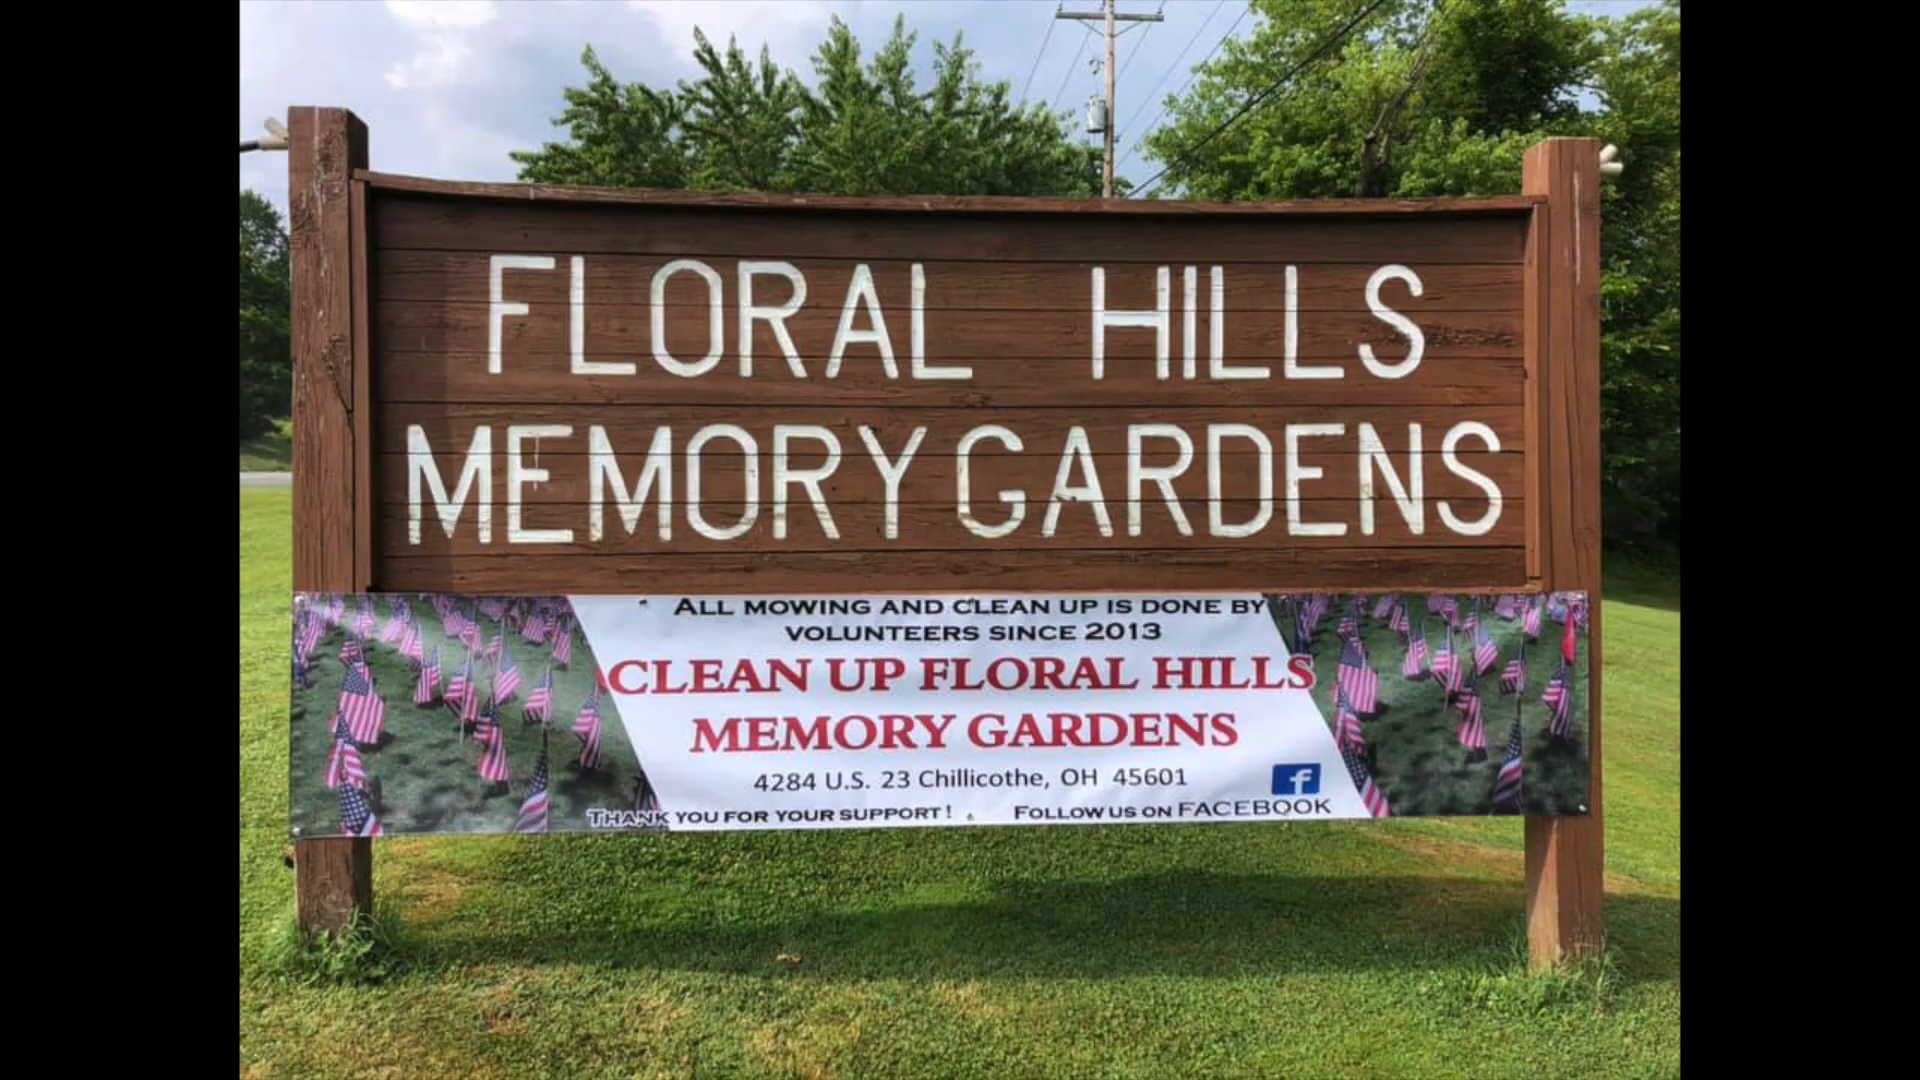 FLORAL HILLS
MEMORY GARDENS
ALL MOWING AND CLEAN UP IS DONE BY
VOLUNTEERS SINCE 2013
CLEAN UP FLORAL HILLS
MEMORY GARDENS
4284 U.S. 23 Chillicothe, OH 45601
f
THANK YOU FOR YOUR SUPPORT! FOLLOW US ON FACEBOOK